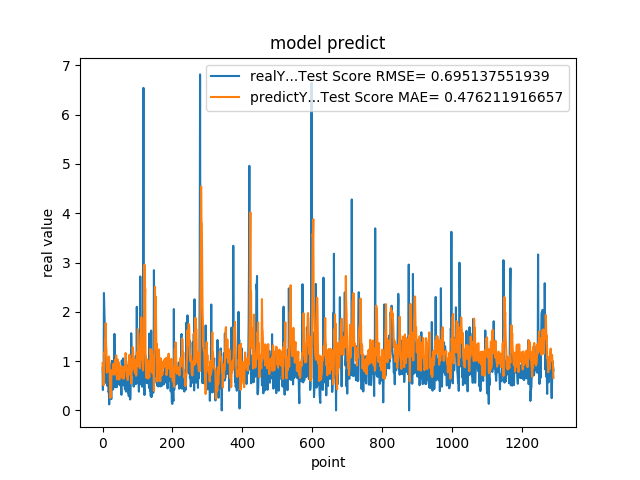 model predict
realY...Test Score RMSE= 0.695137551939
predictY...Test Score MAE= 0.476211916657
7
6
5
4
3
2
1
0
real value
0 200 400 600 800 1000 1200
point